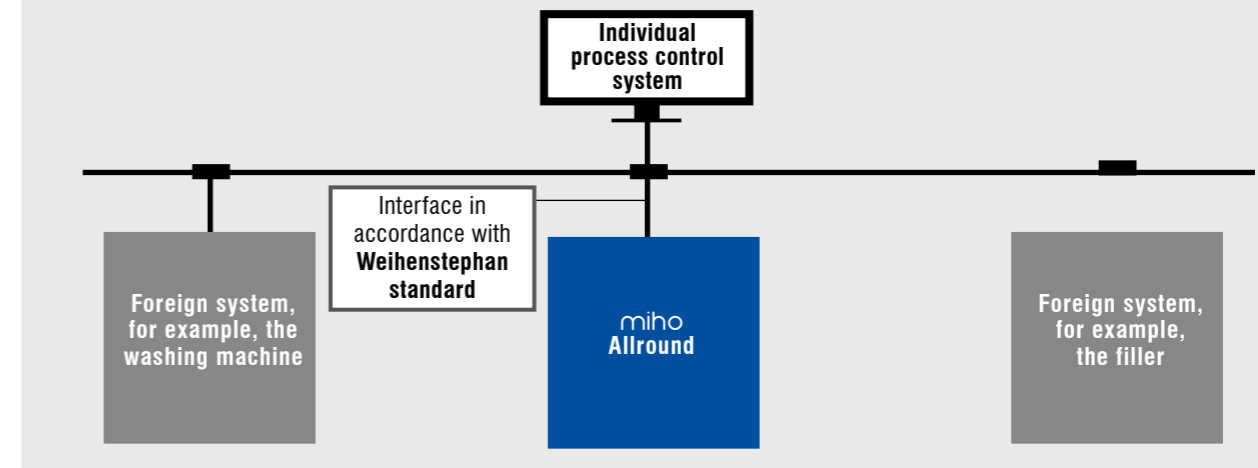 Individual
process control
system
Interface in
accordance with
Weihenstephan
standard
Foreign system,
for example, the
washing machine
miho
Allround
Foreign system,
for example,
the filler